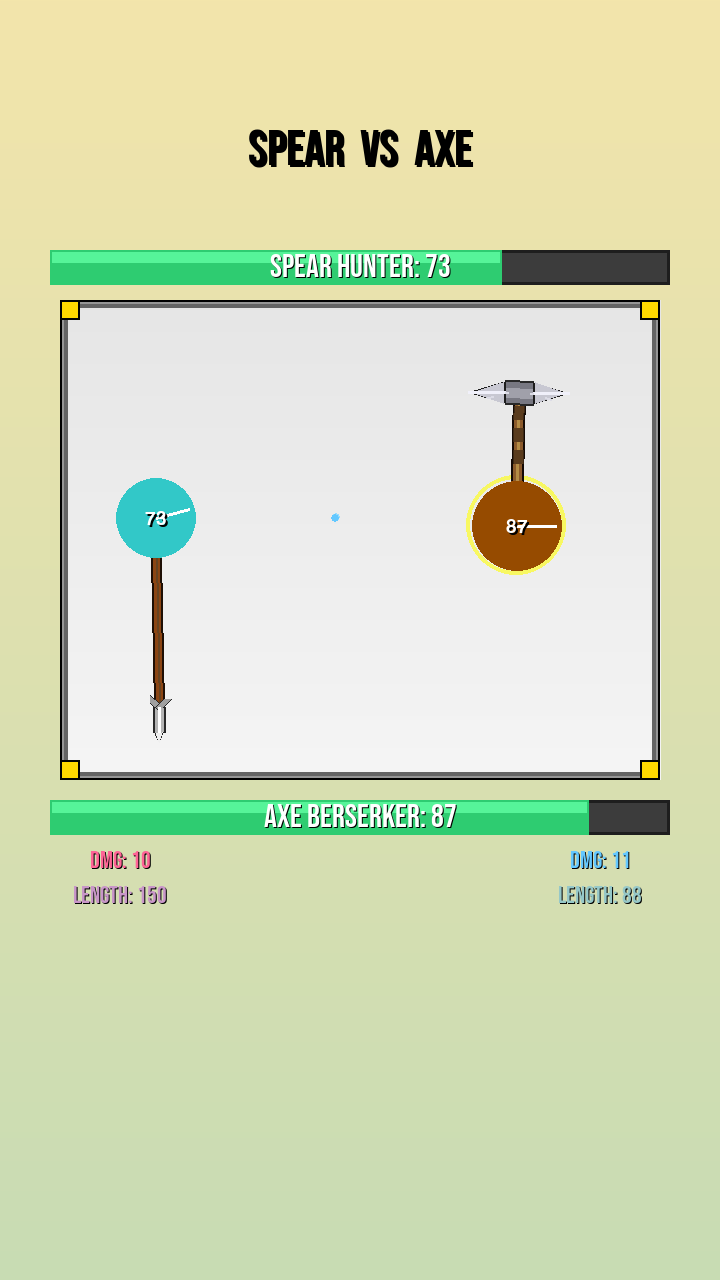 SPEAR VS AXE
SPEAR HUNTER: 73
73
87
AXE BERSERKER: 87
DMG: 10
DMG: 11
LENGTH: 150
LENGTH: 88